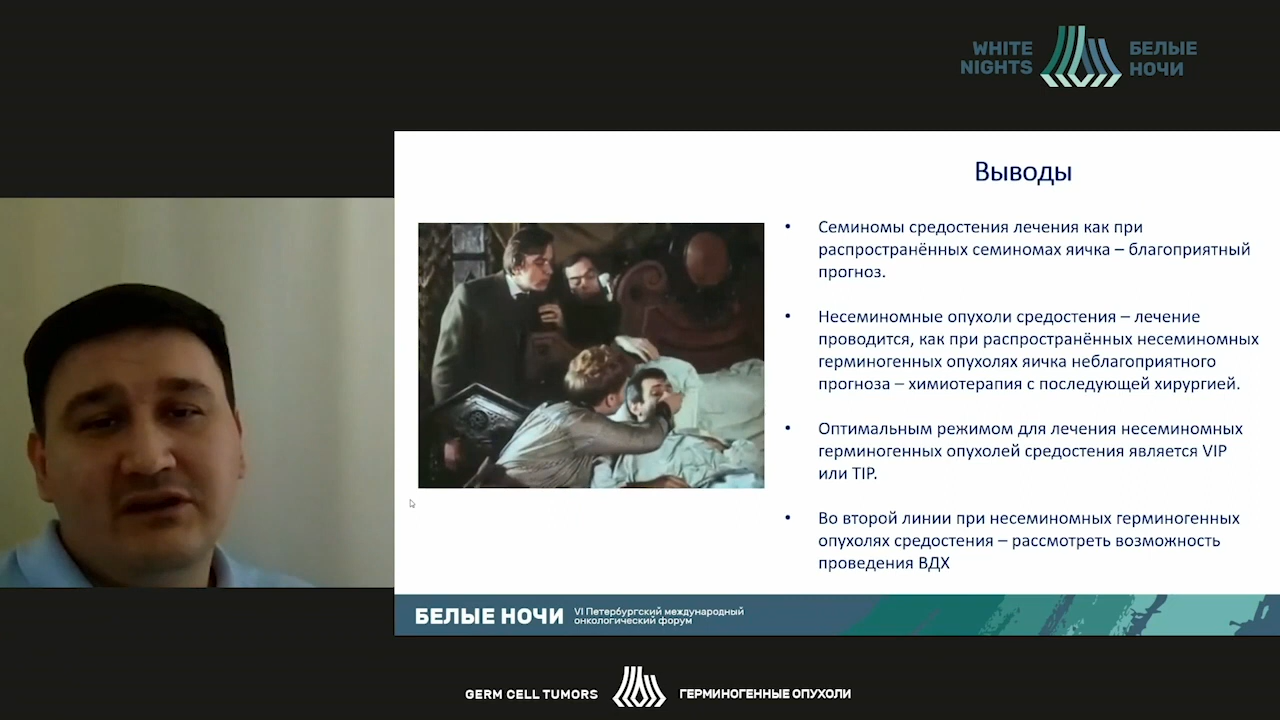 WHITE
NIGHTS
БЕЛЫЕ
НОЧИ
Выводы
• Семиномы средостения лечения как при
распространённых семиномах яичка – благоприятный
прогноз.
• Несеминомные опухоли средостения – лечение
проводится, как при распространённых несеминомных
герминогенных опухолях яичка неблагоприятного
прогноза – химиотерапия с последующей хирургией.
• Оптимальным режимом для лечения несеминомных
герминогенных опухолей средостения является VIP
или TIP.
• Во второй линии при несеминомных герминогенных
опухолях средостения – рассмотреть возможность
проведения ВДХ
БЕЛЫЕ НОЧИ
VI Петербургский международный
онкологический форум
GERM CELL TUMORS
ГЕРМИНОГЕННЫЕ ОПУХОЛИ